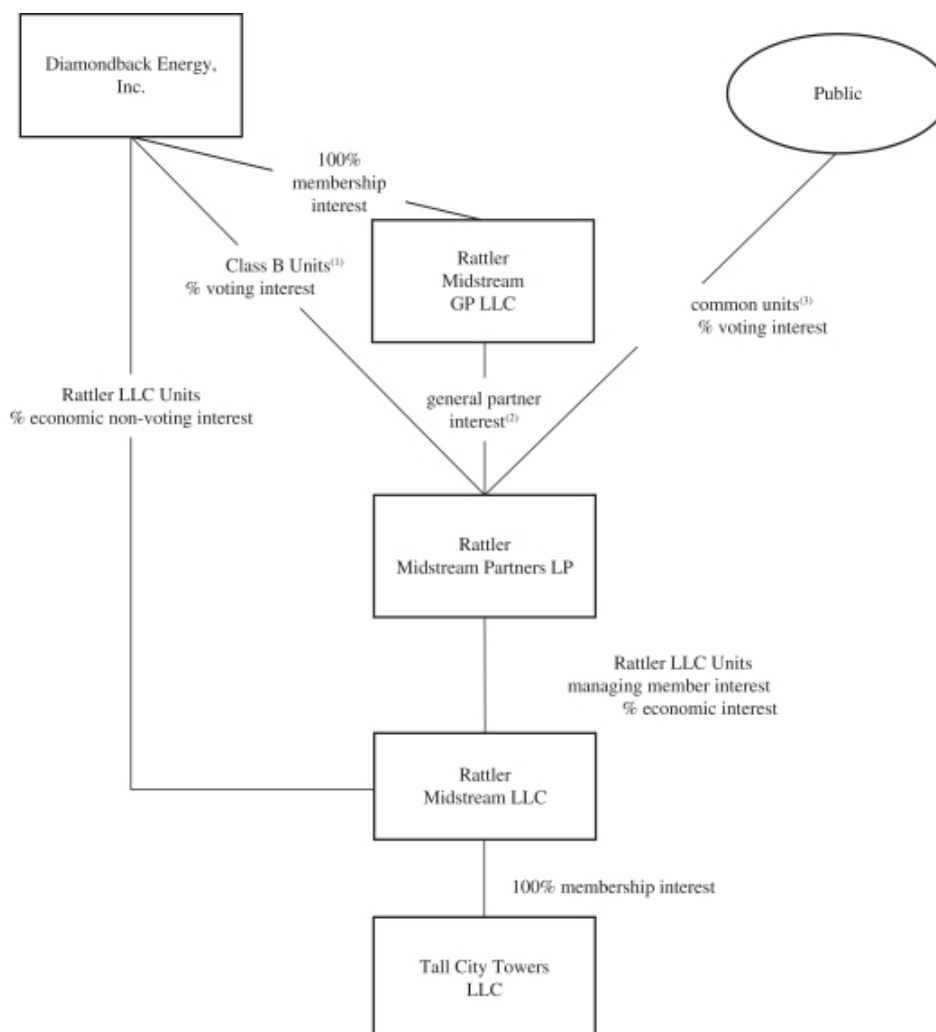 Diamondback Energy,
Inc.
Public
100%
membership
interest
Class B Units(1)
% voting interest
Rattler
Midstream
GP LLC
common units(3)
% voting interest
Rattler LLC Units
% economic non-voting interest
general partner
interest(2)
Rattler
Midstream Partners LP
Rattler LLC Units
managing member interest
% economic interest
Rattler
Midstream LLC
100% membership interest
Tall City Towers
LLC